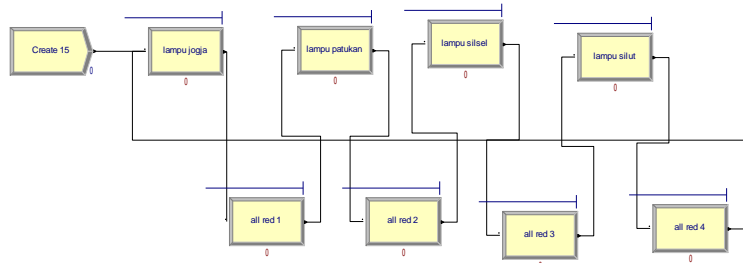 Create 15
0
lampu jogja
0
lampu patukan
0
lampu silsel
0
lampu silut
0
all red 1
0
all red 2
0
all red 3
all red 4
0